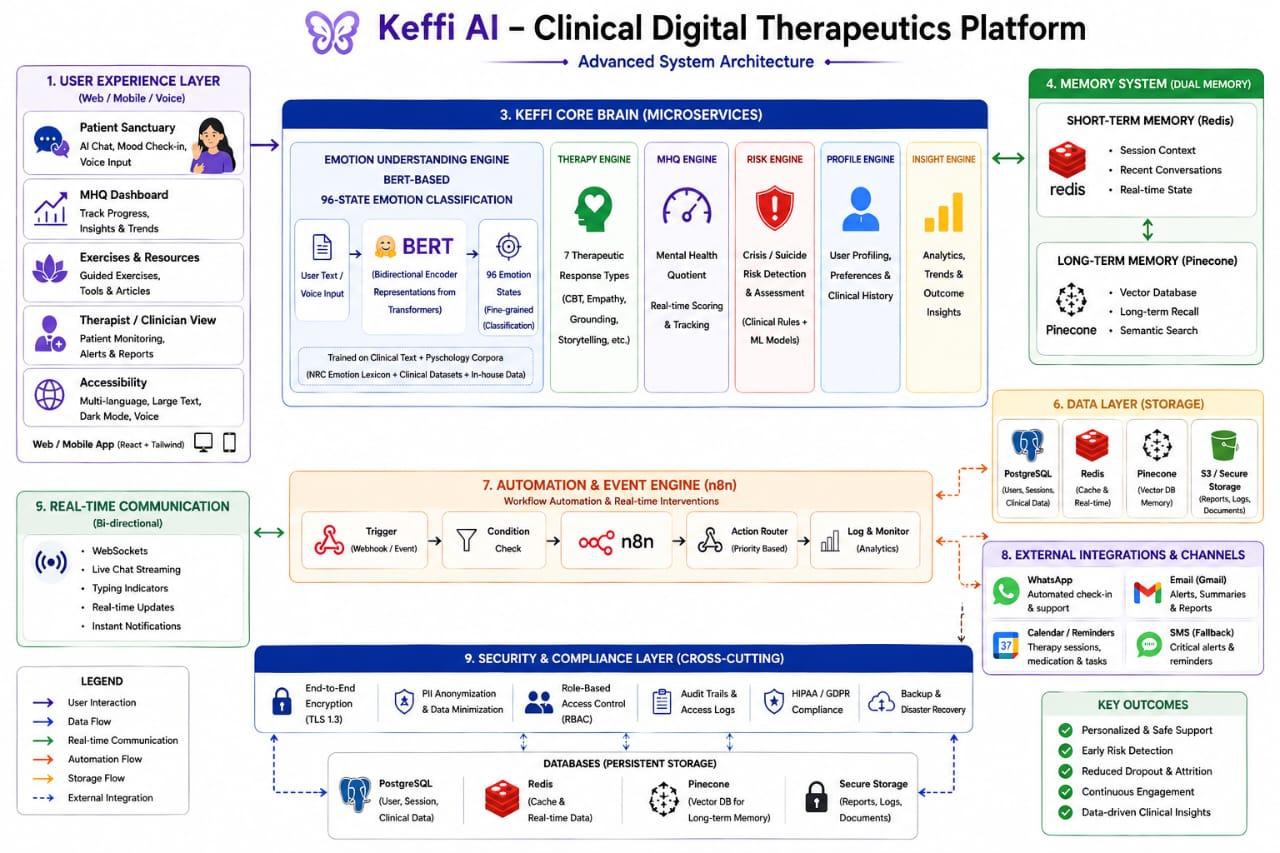 Keffi AI – Clinical Digital Therapeutics Platform
Advanced System Architecture
1. USER EXPERIENCE LAYER
(Web / Mobile / Voice)
Patient Sanctuary
AI Chat, Mood Check-in,
Voice Input
MHQ Dashboard
Track Progress,
Insights & Trends
Exercises & Resources
Guided Exercises,
Tools & Articles
Therapist / Clinician View
Patient Monitoring,
Alerts & Reports
Accessibility
Multi-language, Large Text,
Dark Mode, Voice
Web / Mobile App (React + Tailwind)
3. KEFFI CORE BRAIN (MICROSERVICES)
EMOTION UNDERSTANDING ENGINE
BERT-BASED
96-STATE EMOTION CLASSIFICATION
User Text /
Voice Input
BERT
(Bidirectional Encoder
Representations from
Transformers)
96 Emotion
States
(Fine-grained
(Classification)
Trained on Clinical Text + Pyschology Corpora
(NRC Emotion Lexicon + Clinical Datasets + In-house Data)
THERAPY ENGINE
7 Therapeutic
Response Types
(CBT, Empathy,
Grounding,
Storytelling, etc.)
MHQ ENGINE
Mental Health
Quotient
Real-time Scoring
& Tracking
RISK ENGINE
Crisis / Suicide
Risk Detection
& Assessment
(Clinical Rules +
ML Models)
PROFILE ENGINE
User Profiling,
Preferences &
Clinical History
INSIGHT ENGINE
Analytics,
Trends &
Outcome
Insights
4. MEMORY SYSTEM (DUAL MEMORY)
SHORT-TERM MEMORY (Redis)
redis
• Session Context
• Recent Conversations
• Real-time State
LONG-TERM MEMORY (Pinecone)
Pinecone
• Vector Database
• Long-term Recall
• Semantic Search
5. REAL-TIME COMMUNICATION
(Bi-directional)
• WebSockets
• Live Chat Streaming
• Typing Indicators
• Real-time Updates
• Instant Notifications
7. AUTOMATION & EVENT ENGINE (n8n)
Workflow Automation & Real-time Interventions
Trigger
(Webhook / Event)
Condition
Check
n8n
Action Router
(Priority Based)
Log & Monitor
(Analytics)
6. DATA LAYER (STORAGE)
PostgreSQL
(Users, Sessions,
Clinical Data)
Redis
(Cache &
Real-time)
Pinecone
(Vector DB
Memory)
S3 / Secure
Storage
(Reports, Logs,
Documents)
8. EXTERNAL INTEGRATIONS & CHANNELS
WhatsApp
Automated check-in
& support
Email (Gmail)
Alerts, Summaries
& Reports
37
Calendar / Reminders
Therapy sessions,
medication & tasks
SMS (Fallback)
Critical alerts &
reminders
9. SECURITY & COMPLIANCE LAYER (CROSS-CUTTING)
End-to-End
Encryption
(TLS 1.3)
PII Anonymization
& Data Minimization
Role-Based
Access Control
(RBAC)
Audit Trails &
Access Logs
HIPAA / GDPR
Compliance
Backup &
Disaster Recovery
DATABASES (PERSISTENT STORAGE)
PostgreSQL
(User, Session,
Clinical Data)
Redis
(Cache &
Real-time Data)
Pinecone
(Vector DB for
Long-term Memory)
Secure Storage
(Reports, Logs,
Documents)
LEGEND
User Interaction
Data Flow
Real-time Communication
Automation Flow
Storage Flow
External Integration
KEY OUTCOMES
Personalized & Safe Support
Early Risk Detection
Reduced Dropout & Attrition
Continuous Engagement
Data-driven Clinical Insights